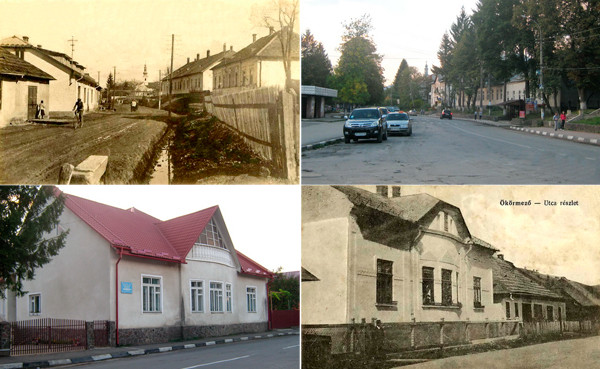 Ökörmező — Utca részlet